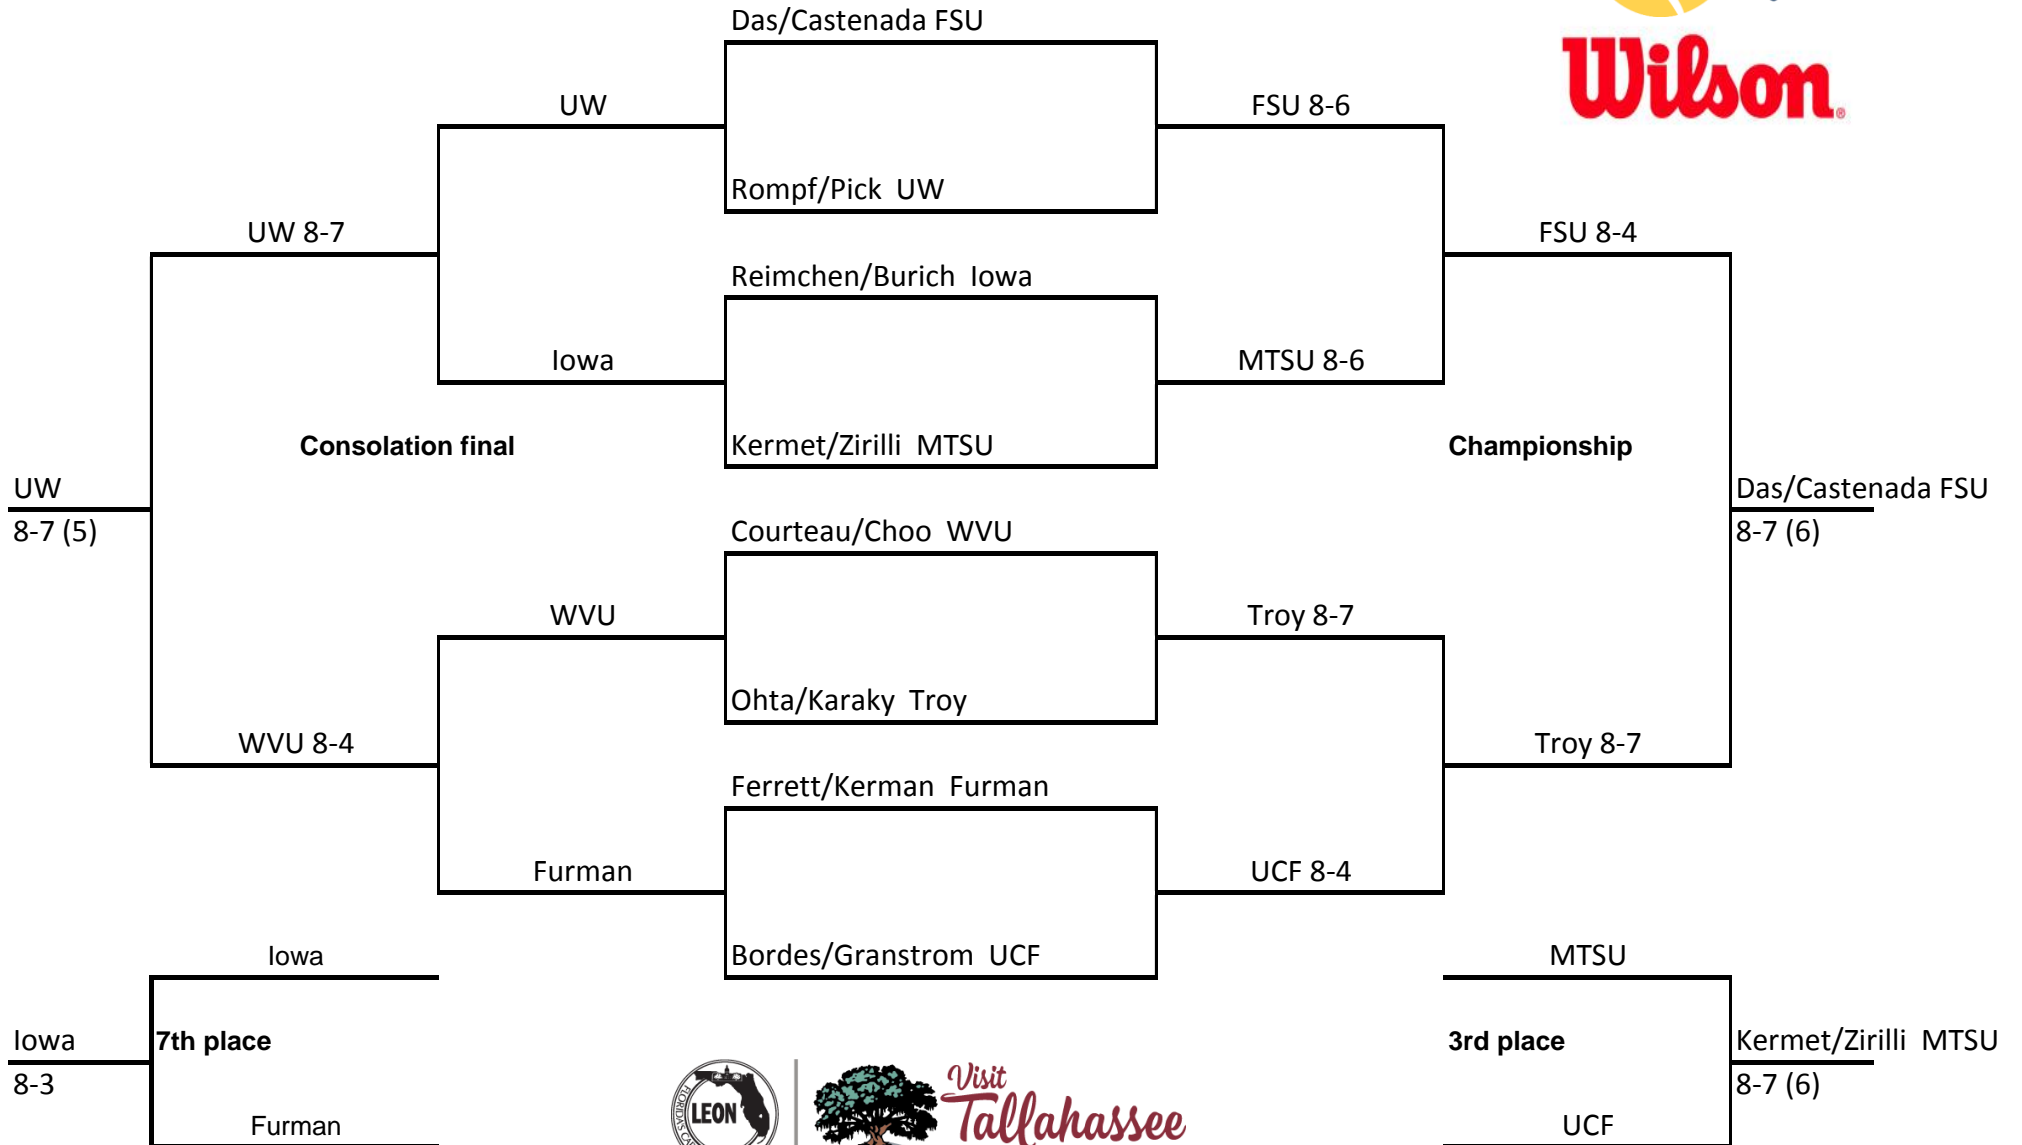 Das/Castenada FSU
Wilson®
UW
FSU 8-6
Rompf/Pick UW
UW 8-7
FSU 8-4
Reimchen/Burich Iowa
Iowa
MTSU 8-6
Consolation final
Kermet/Zirilli MTSU
Championship
UW
Das/Castenada FSU
8-7 (5)
Courteau/Choo WVU
8-7 (6)
WVU
Troy 8-7
Ohta/Karaky Troy
WVU 8-4
Troy 8-7
Ferrett/Kerman Furman
Furman
UCF 8-4
Iowa
Bordes/Granstrom UCF
MTSU
Iowa
7th place
3rd place
Kermet/Zirilli MTSU
8-3
LEON
Visit
Tallahassee
8-7 (6)
Furman
UCF